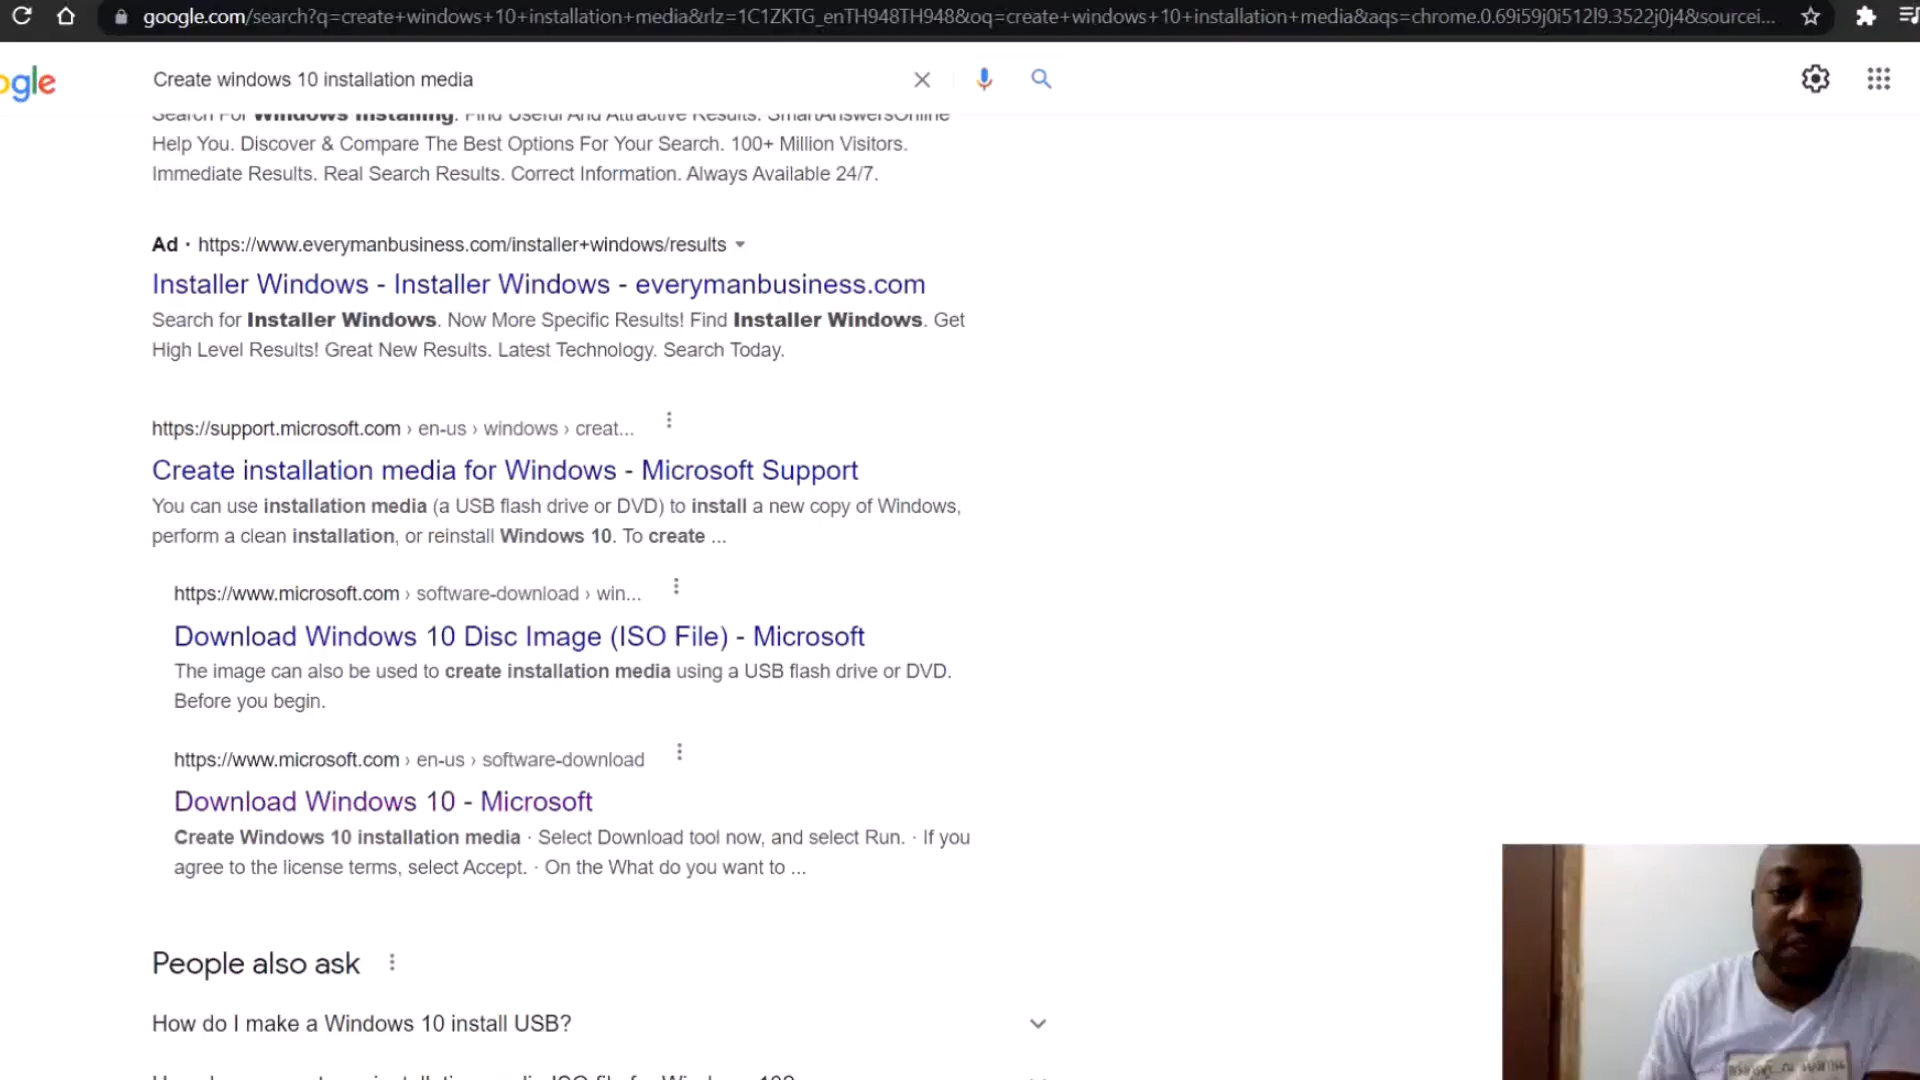 google.com/search?q=create+windows+10+installation+media&rlz=1C1ZKTG_enTH948TH948&oq=create+windows+10+installation+media&aqs=chrome.0.69i59j0i512l9.3522j0j4&sourcei...
ogle
Create windows 10 installation media
Search For Windows Installing. Find Useful And Attractive Results. SmartAnswersOnline
Help You. Discover & Compare The Best Options For Your Search. 100+ Million Visitors.
Immediate Results. Real Search Results. Correct Information. Always Available 24/7.
Ad · https://www.everymanbusiness.com/installer+windows/results
Installer Windows - Installer Windows - everymanbusiness.com
Search for Installer Windows. Now More Specific Results! Find Installer Windows. Get
High Level Results! Great New Results. Latest Technology. Search Today.
https://support.microsoft.com › en-us › windows › creat...
Create installation media for Windows - Microsoft Support
You can use installation media (a USB flash drive or DVD) to install a new copy of Windows,
perform a clean installation, or reinstall Windows 10. To create ...
https://www.microsoft.com › software-download › win...
Download Windows 10 Disc Image (ISO File) - Microsoft
The image can also be used to create installation media using a USB flash drive or DVD.
Before you begin.
https://www.microsoft.com › en-us › software-download
Download Windows 10 - Microsoft
Create Windows 10 installation media · Select Download tool now, and select Run. · If you
agree to the license terms, select Accept. · On the What do you want to ...
People also ask
How do I make a Windows 10 install USB?